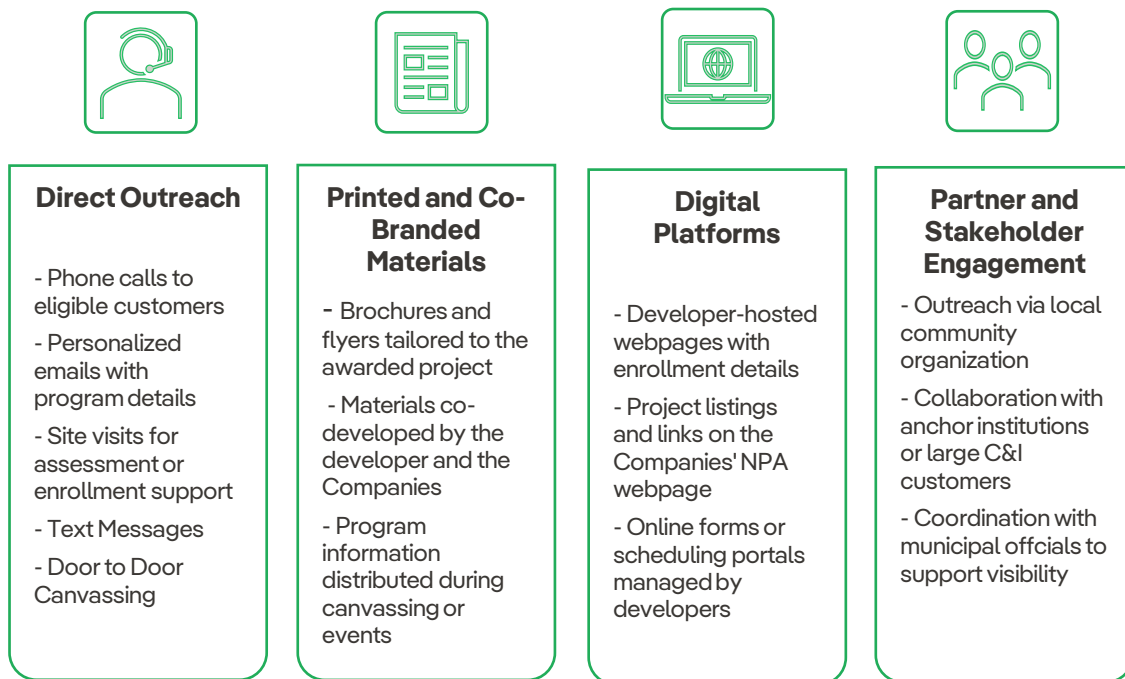 Direct Outreach
- Phone calls to
eligible customers
- Personalized
emails with
program details
- Site visits for
assessment or
enrollment support
- Text Messages
- Door to Door
Canvassing
Printed and Co-
Branded
Materials
- Brochures and
flyers tailored to the
awarded project
- Materials co-
developed by the
developer and the
Companies
- Program
information
distributed during
canvassing or
events
Digital
Platforms
- Developer-hosted
webpages with
enrollment details
- Project listings
and links on the
Companies' NPA
webpage
- Online forms or
scheduling portals
managed by
developers
Partner and
Stakeholder
Engagement
- Outreach via local
community
organization
- Collaboration with
anchor institutions
or large C&I
customers
- Coordination with
municipal offcials to
support visibility